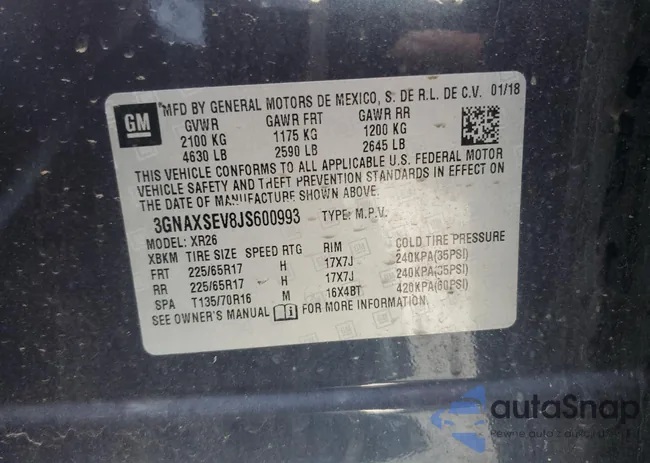 GM
MFD BY GENERAL MOTORS DE MEXICO, S. DE R.L. DE C.V. 01/18
GVWR GAWR FRT GAWR RR
2100 KG 1175 KG 1200 KG
4630 LB 2590 LB 2645 LB
THIS VEHICLE CONFORMS TO ALL APPLICABLE U.S. FEDERAL MOTOR
VEHICLE SAFETY AND THEFT PREVENTION STANDARDS IN EFFECT ON
THE DATE OF MANUFACTURE SHOWN ABOVE.
3GNAXSEV8JS600993 TYPE: M.P.V.
MODEL: XR26
XBKM TIRE SIZE SPEED RTG RIM COLD TIRE PRESSURE
FRT 225/65R17 H 17X7J 240KPA(35PSI)
RR 225/65R17 H 17X7J 240KPA(35PSI)
SPA T135/70R16 M 16X4BT 420KPA(60PSI)
SEE OWNER'S MANUAL FOR MORE INFORMATION
autoSnap